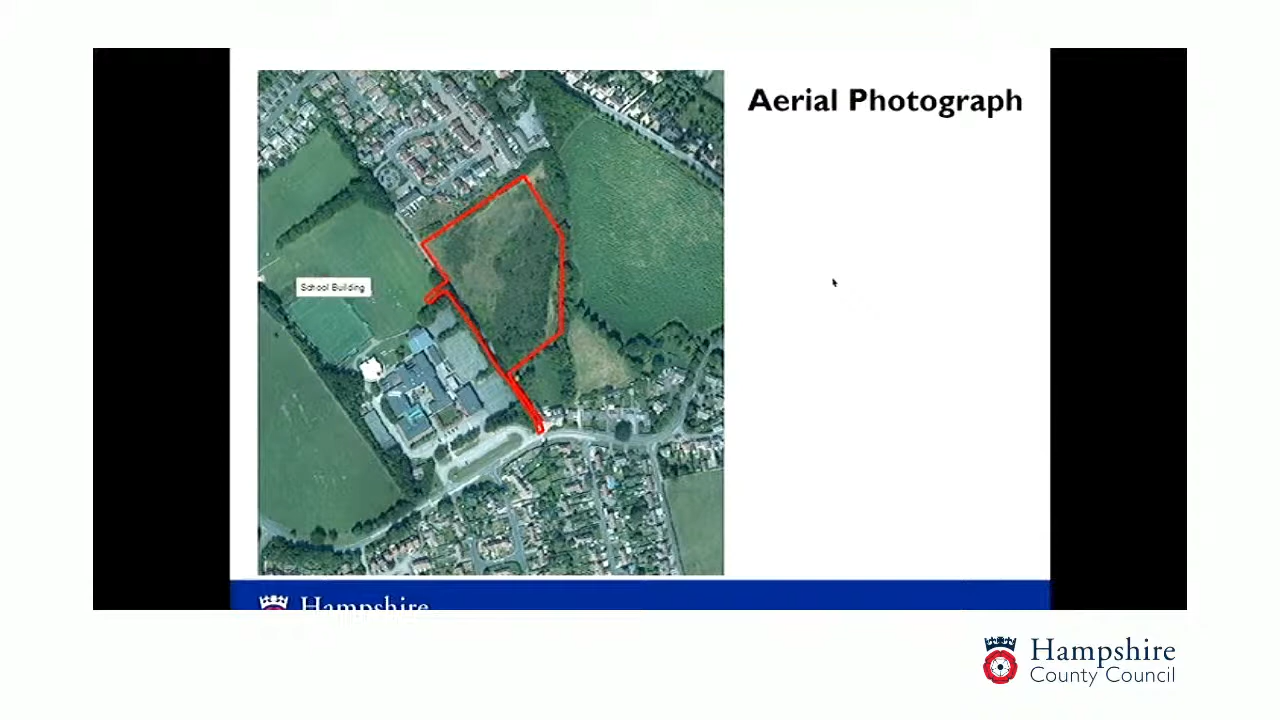 Aerial Photograph
School Building
Hampshire
Hampshire
County Council